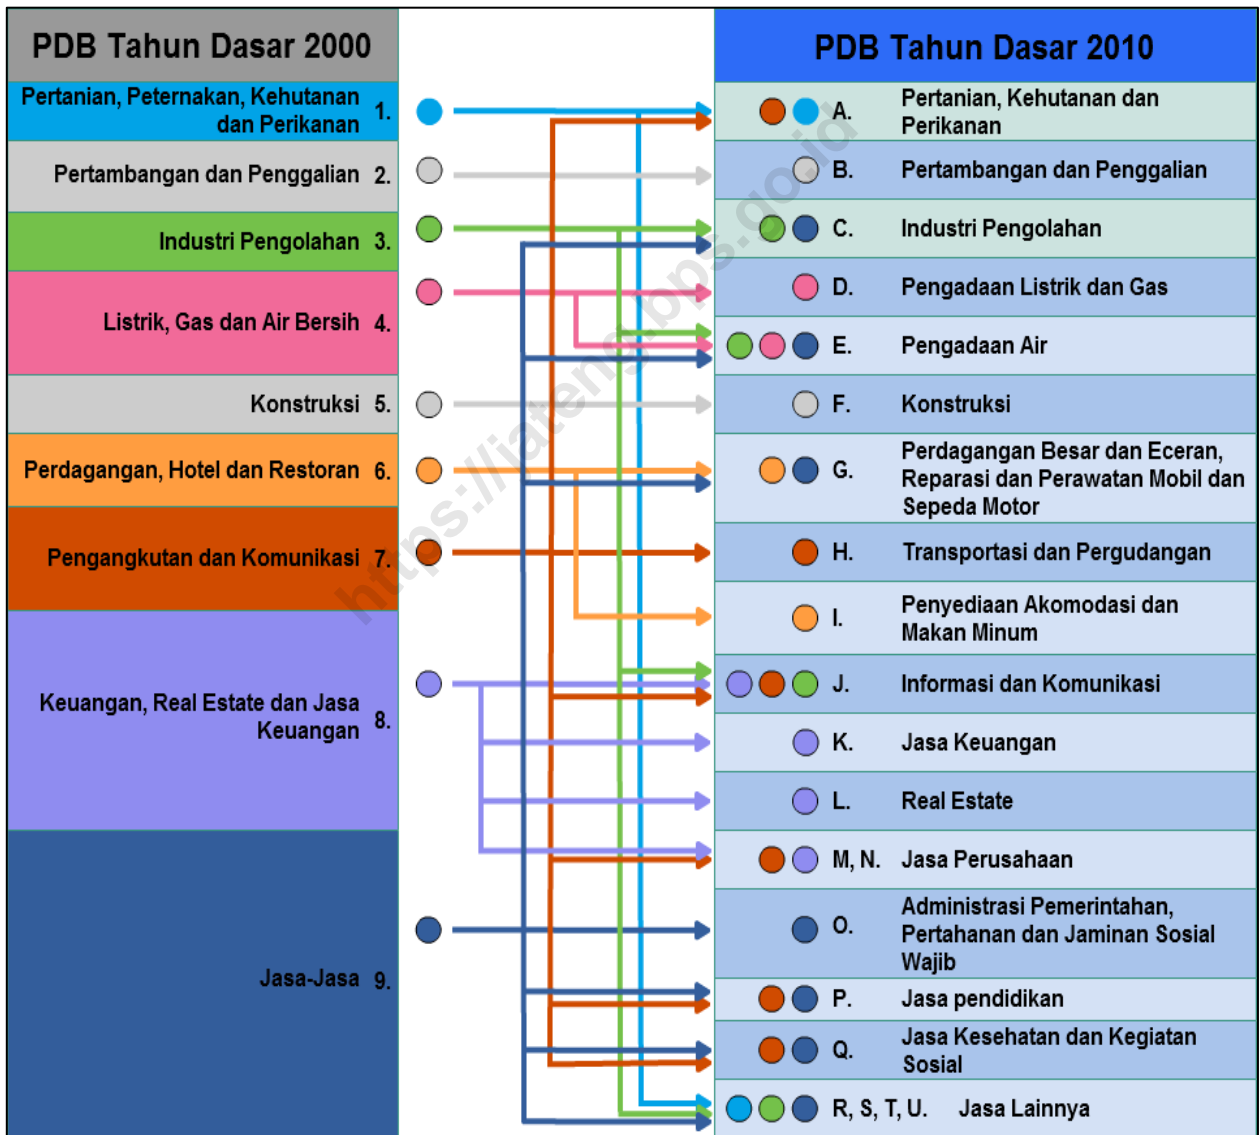 PDB Tahun Dasar 2000
Pertanian, Peternakan, Kehutanan
dan Perikanan 1.
Pertambangan dan Penggalian 2.
Industri Pengolahan 3.
Listrik, Gas dan Air Bersih 4.
Konstruksi 5.
Perdagangan, Hotel dan Restoran 6.
Pengangkutan dan Komunikasi 7.
Keuangan, Real Estate dan Jasa
Keuangan 8.
Jasa-Jasa 9.
PDB Tahun Dasar 2010
A. Pertanian, Kehutanan dan
Perikanan
B. Pertambangan dan Penggalian
C. Industri Pengolahan
D. Pengadaan Listrik dan Gas
E. Pengadaan Air
F. Konstruksi
G. Perdagangan Besar dan Eceran,
Reparasi dan Perawatan Mobil dan
Sepeda Motor
H. Transportasi dan Pergudangan
I. Penyediaan Akomodasi dan
Makan Minum
J. Informasi dan Komunikasi
K. Jasa Keuangan
L. Real Estate
M, N. Jasa Perusahaan
O. Administrasi Pemerintahan,
Pertahanan dan Jaminan Sosial
Wajib
P. Jasa pendidikan
Q. Jasa Kesehatan dan Kegiatan
Sosial
R, S, T, U. Jasa Lainnya
https://jateng.bps.go.id